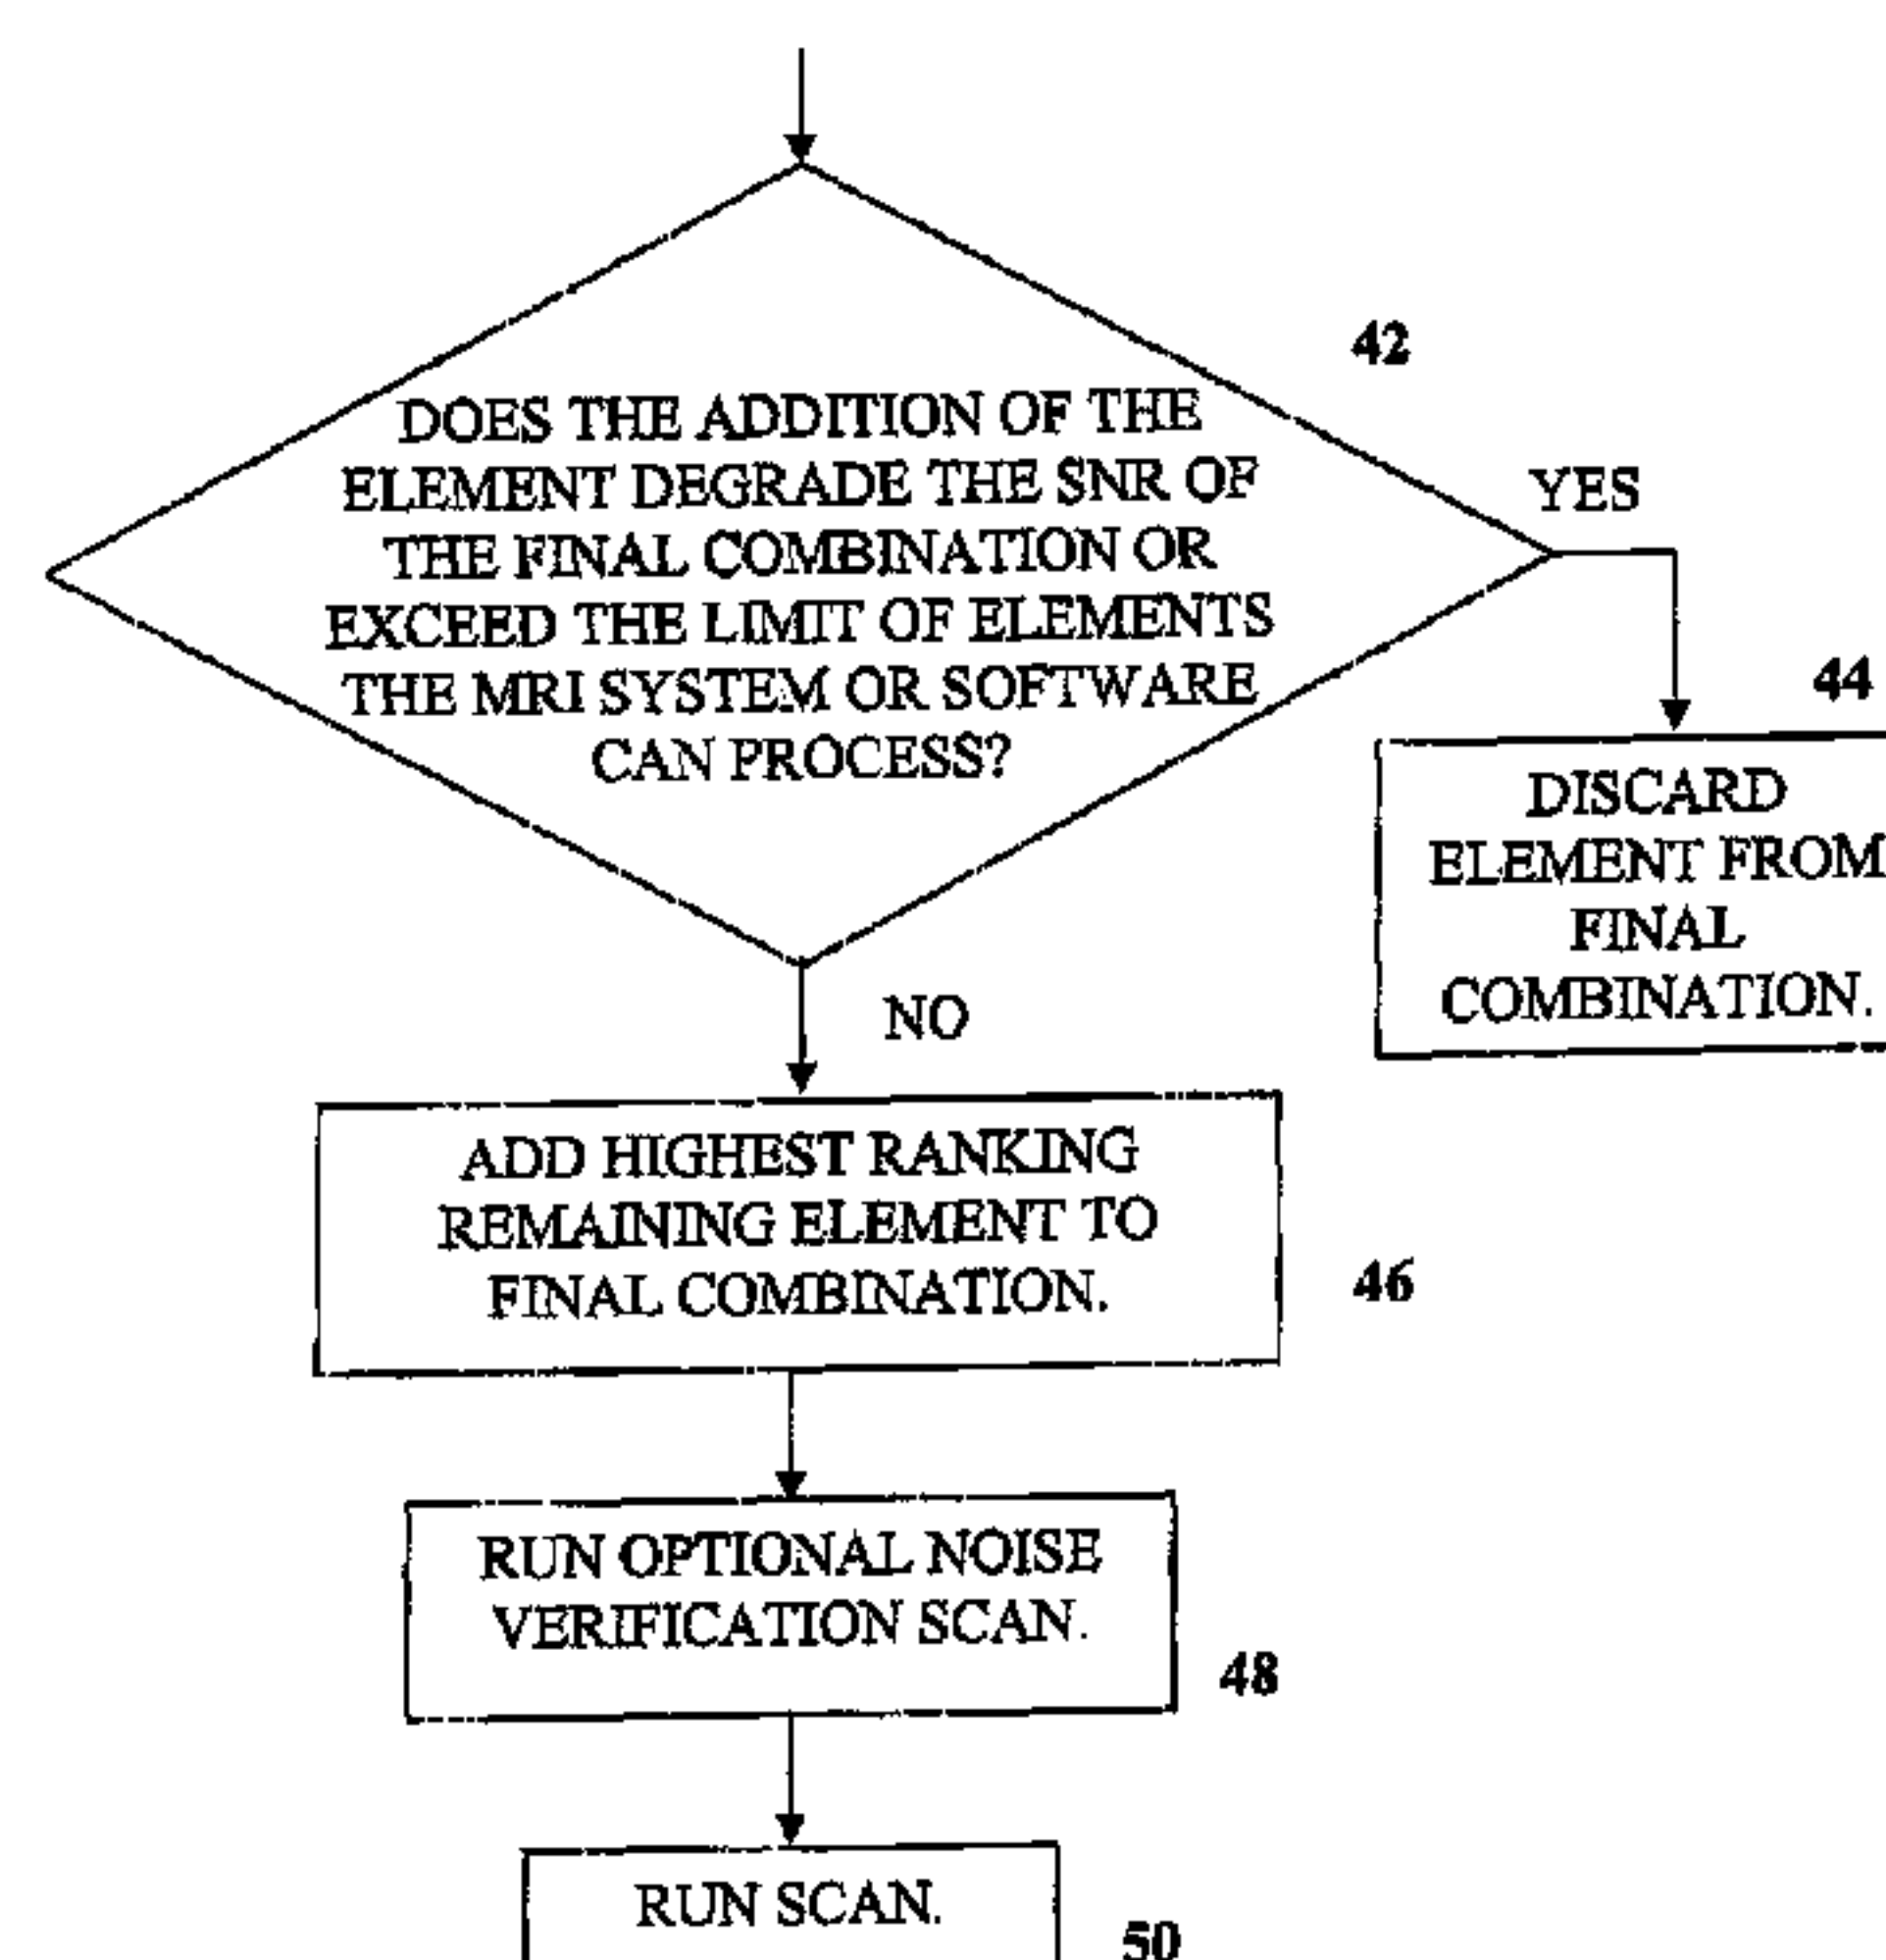 42
DOES THE ADDITION OF THE
ELEMENT DEGRADE THE SNR OF
THE FINAL COMBINATION OR
EXCEED THE LIMIT OF ELEMENTS
THE MRI SYSTEM OR SOFTWARE
CAN PROCESS?
YES
44
DISCARD
ELEMENT FROM
FINAL
COMBINATION.
NO
ADD HIGHEST RANKING
REMAINING ELEMENT TO
FINAL COMBINATION.
46
RUN OPTIONAL NOISE
VERIFICATION SCAN.
48
RUN SCAN.
50